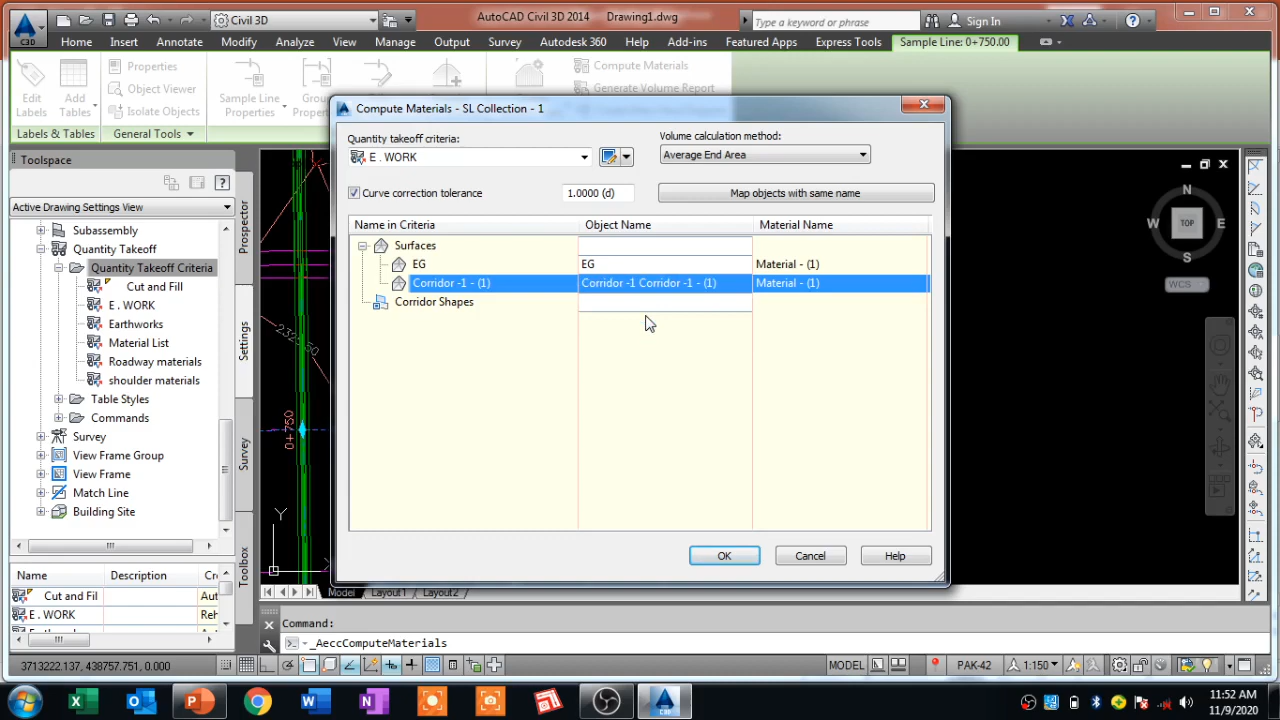 Civil 3D
AutoCAD Civil 3D 2014 Drawing1.dwg
Type a keyword or phrase
Sign In
C3D
Home Insert Annotate Modify Analyze View Manage Output Survey Autodesk 360 Help Add-ins Featured Apps Express Tools Sample Line: 0+750.00
Properties
Object Viewer
Isolate Objects
Edit Labels
Add Tables
Sample Line Properties
Compute Materials
Generate Volume Report
Labels & Tables General Tools
Compute Materials - SL Collection - 1
Quantity takeoff criteria:
E . WORK
Volume calculation method:
Average End Area
Curve correction tolerance
1.0000 (d)
Map objects with same name
Name in Criteria Object Name Material Name
Surfaces
EG EG Material - (1)
Corridor -1 - (1) Corridor -1 Corridor -1 - (1) Material - (1)
Corridor Shapes
OK Cancel Help
Toolspace
Active Drawing Settings View
Subassembly
Quantity Takeoff
Quantity Takeoff Criteria
Cut and Fill
E . WORK
Earthworks
Material List
Roadway materials
shoulder materials
Table Styles
Commands
Survey
View Frame Group
View Frame
Match Line
Building Site
Prospector
Settings
Survey
Toolbox
Name Description Cr
Cut and Fil Aut
E . WORK Reh
0+750
Y
N
W TOP E
S
WCS
Model Layout1 Layout2
Command:
_AeccComputeMaterials
3713222.137, 438757.751, 0.000
MODEL
PAK-42
1:150
11:52 AM
11/9/2020